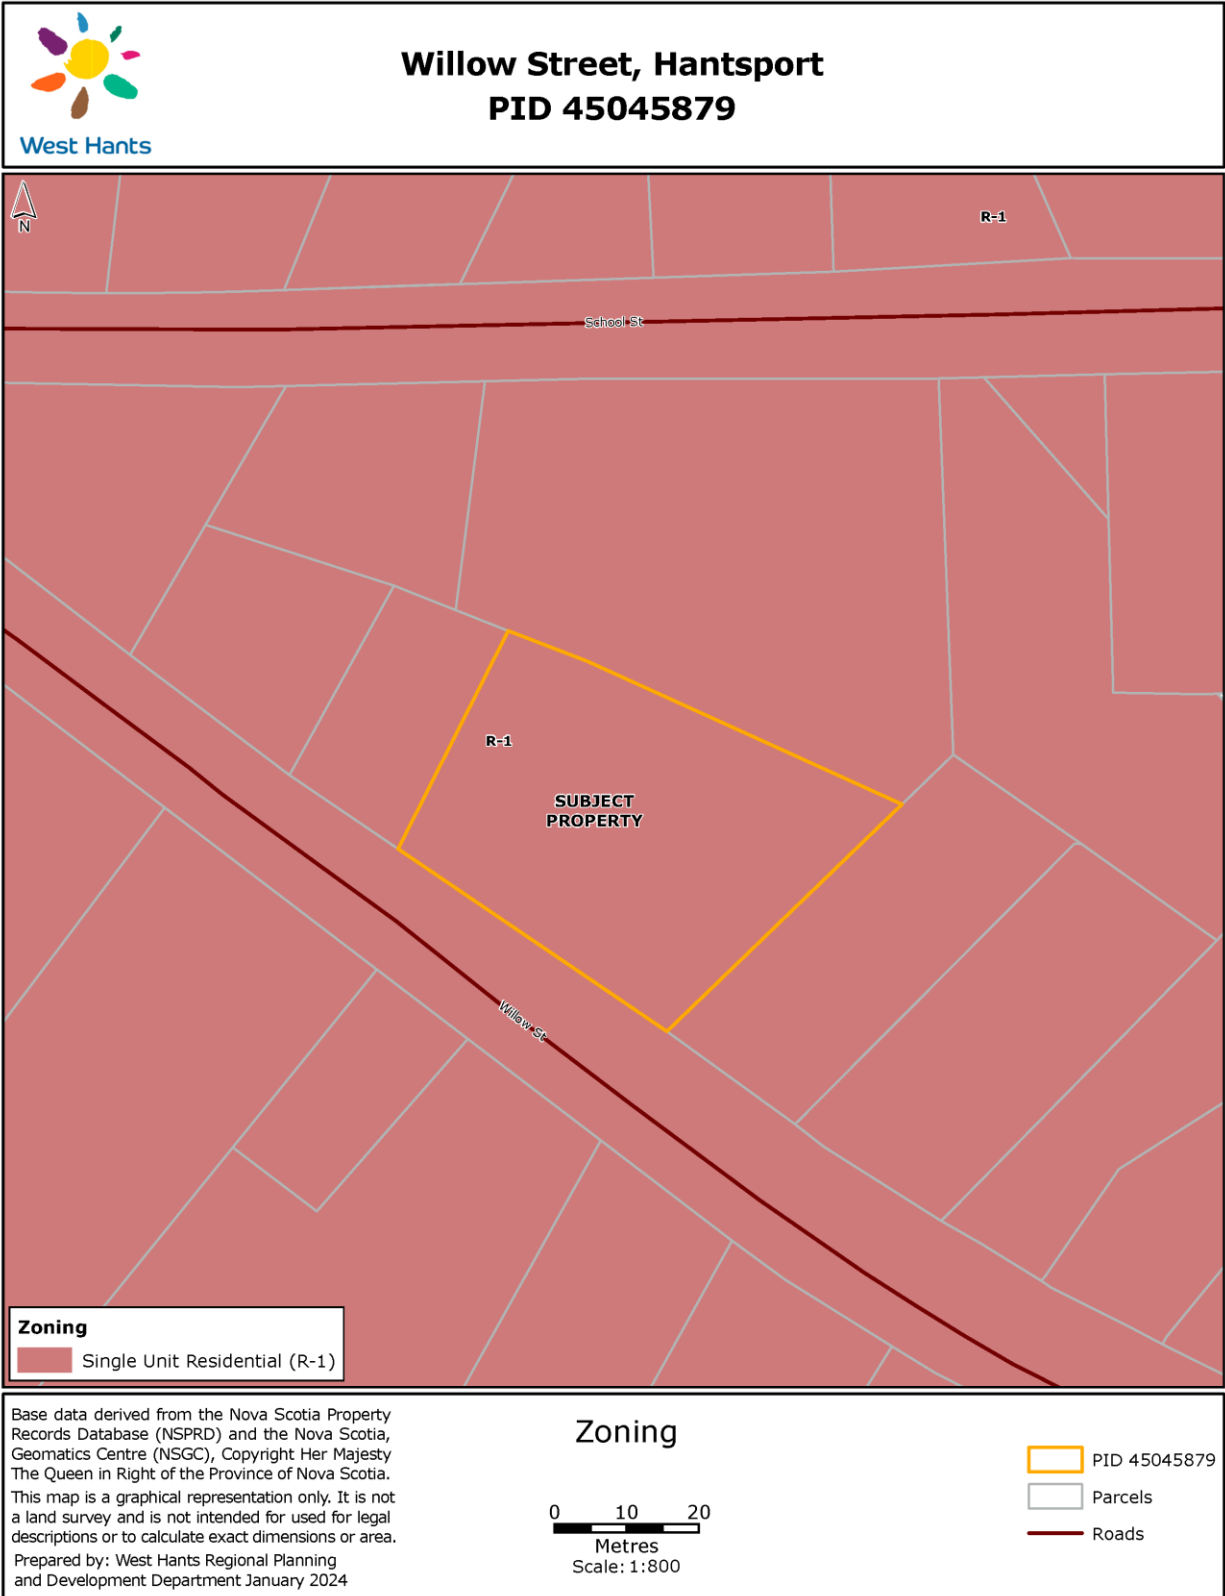 West Hants
Willow Street, Hantsport
PID 45045879
N
R-1
School St
R-1
SUBJECT
PROPERTY
Willow St
Zoning
Single Unit Residential (R-1)
Base data derived from the Nova Scotia Property
Records Database (NSPRD) and the Nova Scotia,
Geomatics Centre (NSGC), Copyright Her Majesty
The Queen in Right of the Province of Nova Scotia.
This map is a graphical representation only. It is not
a land survey and is not intended for used for legal
descriptions or to calculate exact dimensions or area.
Prepared by: West Hants Regional Planning
and Development Department January 2024
Zoning
0 10 20
Metres
Scale: 1:800
PID 45045879
Parcels
Roads